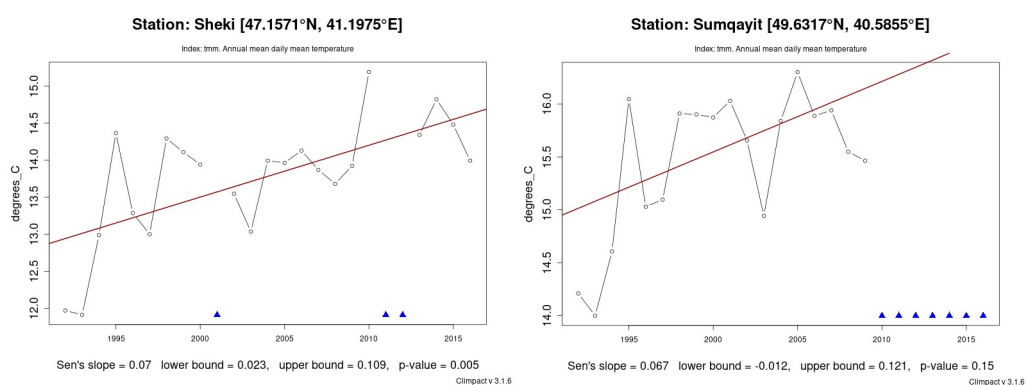 Station: Sheki [47.1571°N, 41.1975°E]
Index: tmm. Annual mean daily mean temperature
degrees_C
15.0
14.5
14.0
13.5
13.0
12.5
12.0
1995 2000 2005 2010 2015
Sen's slope = 0.07 lower bound = 0.023, upper bound = 0.109, p-value = 0.005
Climpact v 3.1.6
Station: Sumqayit [49.6317°N, 40.5855°E]
Index: tmm. Annual mean daily mean temperature
degrees_C
16.0
15.5
15.0
14.5
14.0
1995 2000 2005 2010 2015
Sen's slope = 0.067 lower bound = -0.012, upper bound = 0.121, p-value = 0.15
Climpact v 3.1.6